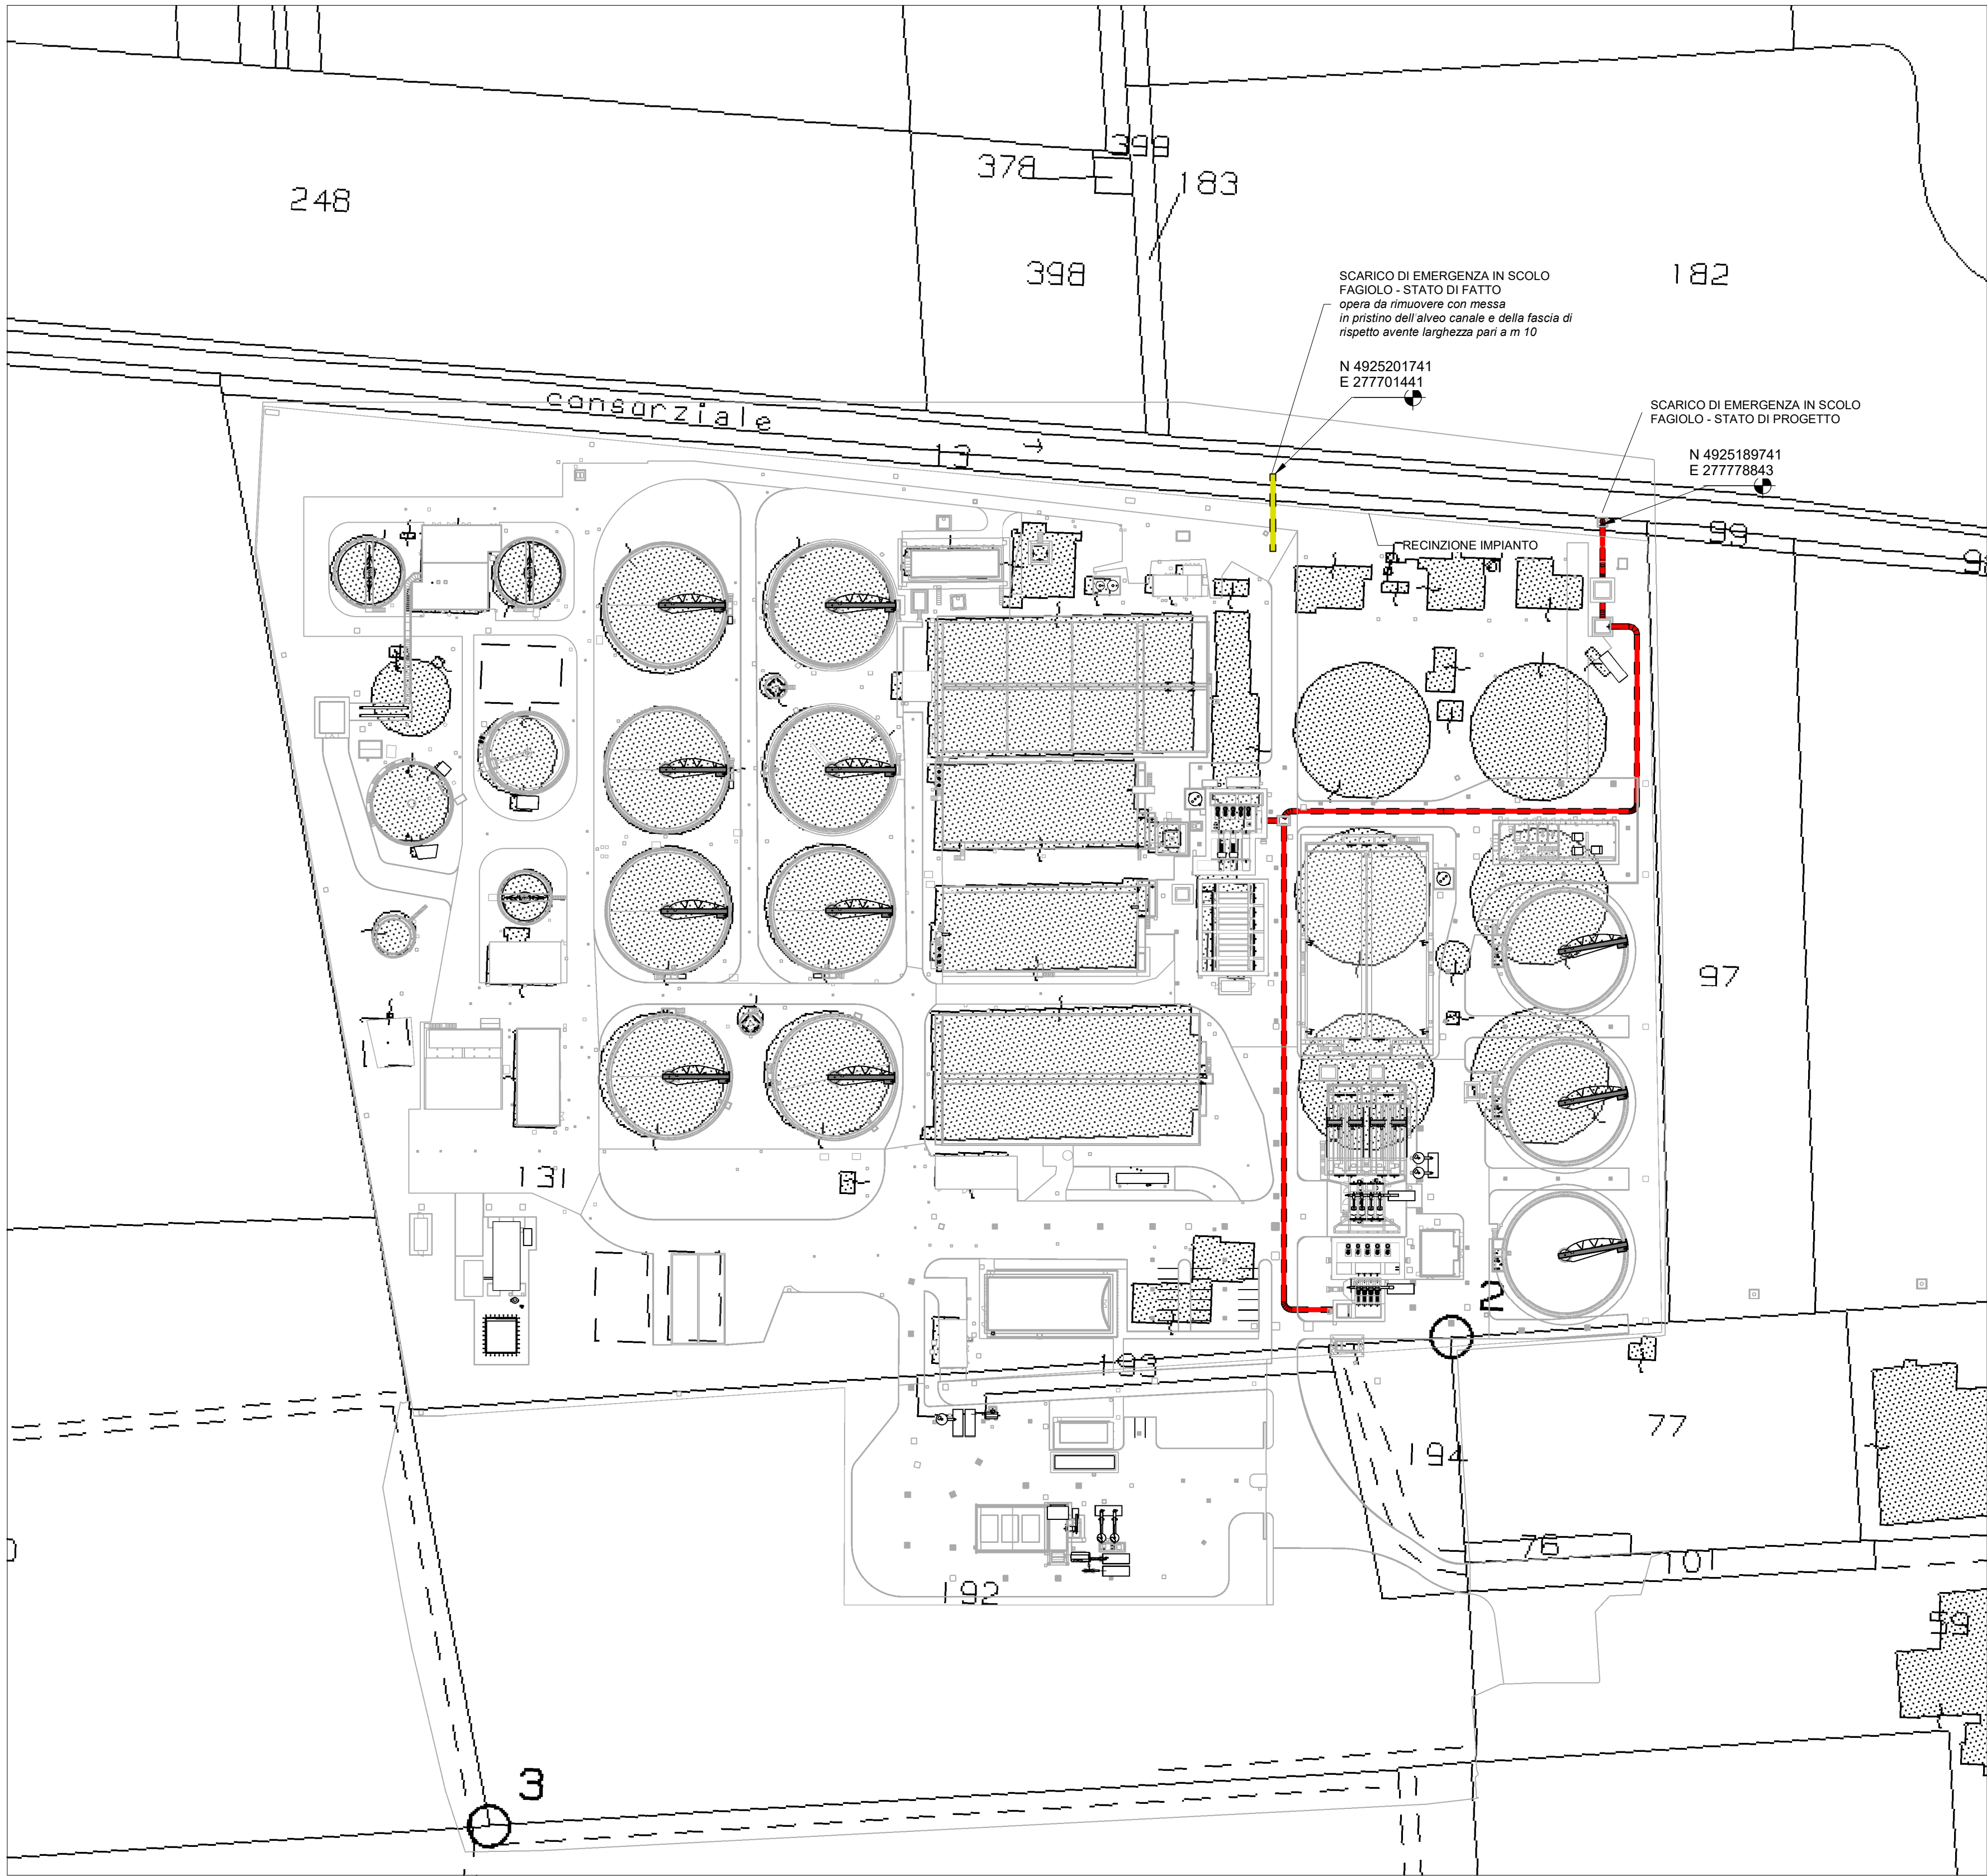 399
378
183
248
398
182
SCARICO DI EMERGENZA IN SCOLO
FAGIOLO - STATO DI FATTO
opera da rimuovere con messa
in pristino dell'alveo canale e della fascia di
rispetto avente larghezza pari a m 10
N 4925201741
E 277701441
consorziale
13
SCARICO DI EMERGENZA IN SCOLO
FAGIOLO - STATO DI PROGETTO
N 4925189741
E 277778843
99
RECINZIONE IMPIANTO
97
131
2
193
77
194
76
101
192
59
3